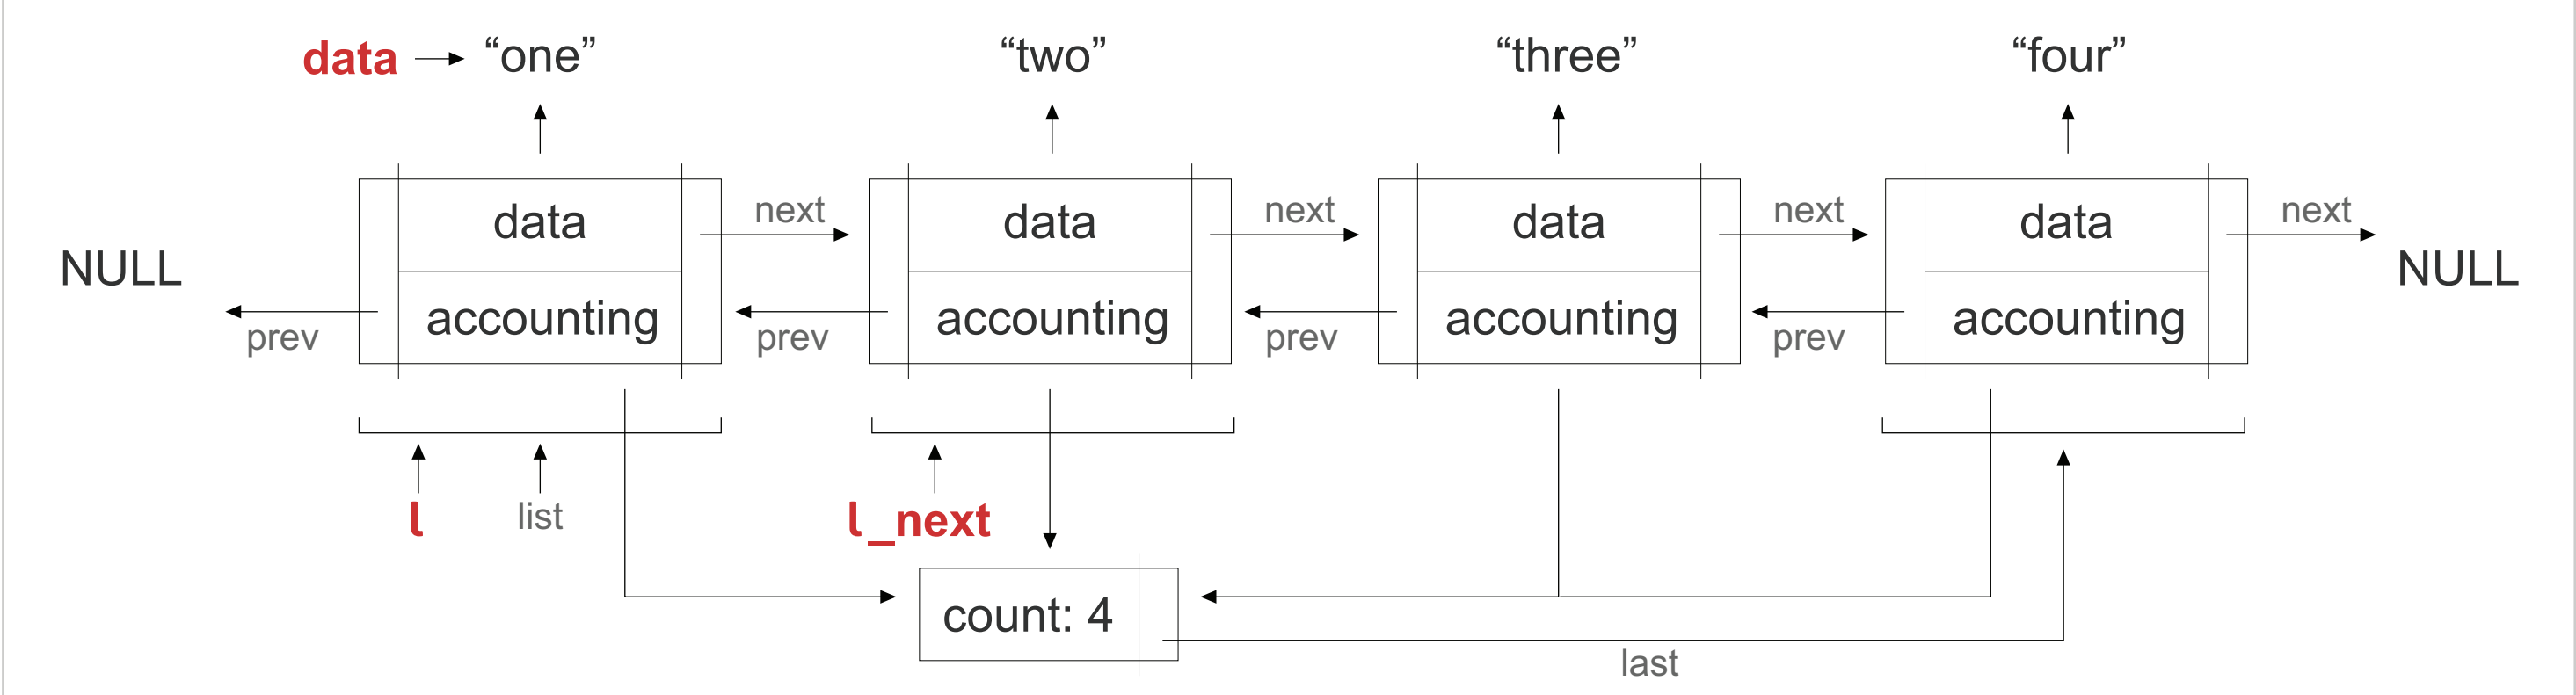 data “one” “two” “three” “four”
data next data next data next data next
NULL NULL
prev accounting prev accounting prev accounting prev accounting
l list l_next
count: 4
last